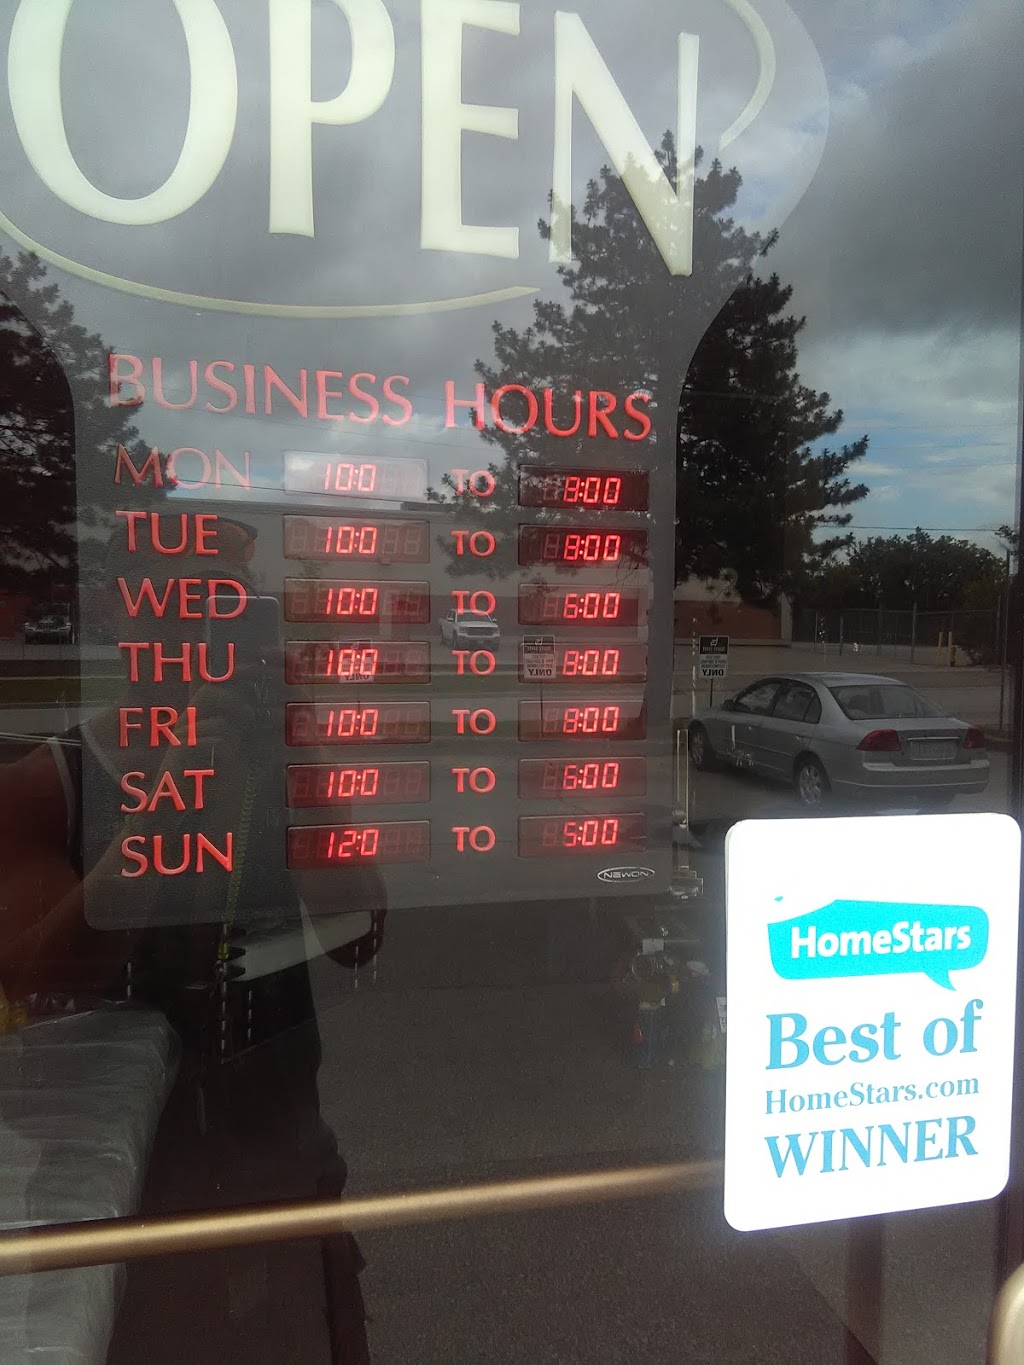 OPEN
BUSINESS HOURS
MON 10:0 TO 8:00
TUE 10:0 TO 8:00
WED 10:0 TO 6:00
THU 10:0 TO 8:00
FRI 10:0 TO 8:00
SAT 10:0 TO 6:00
SUN 12:0 TO 5:00
NEWON
HomeStars
Best of
HomeStars.com
WINNER
ONLY